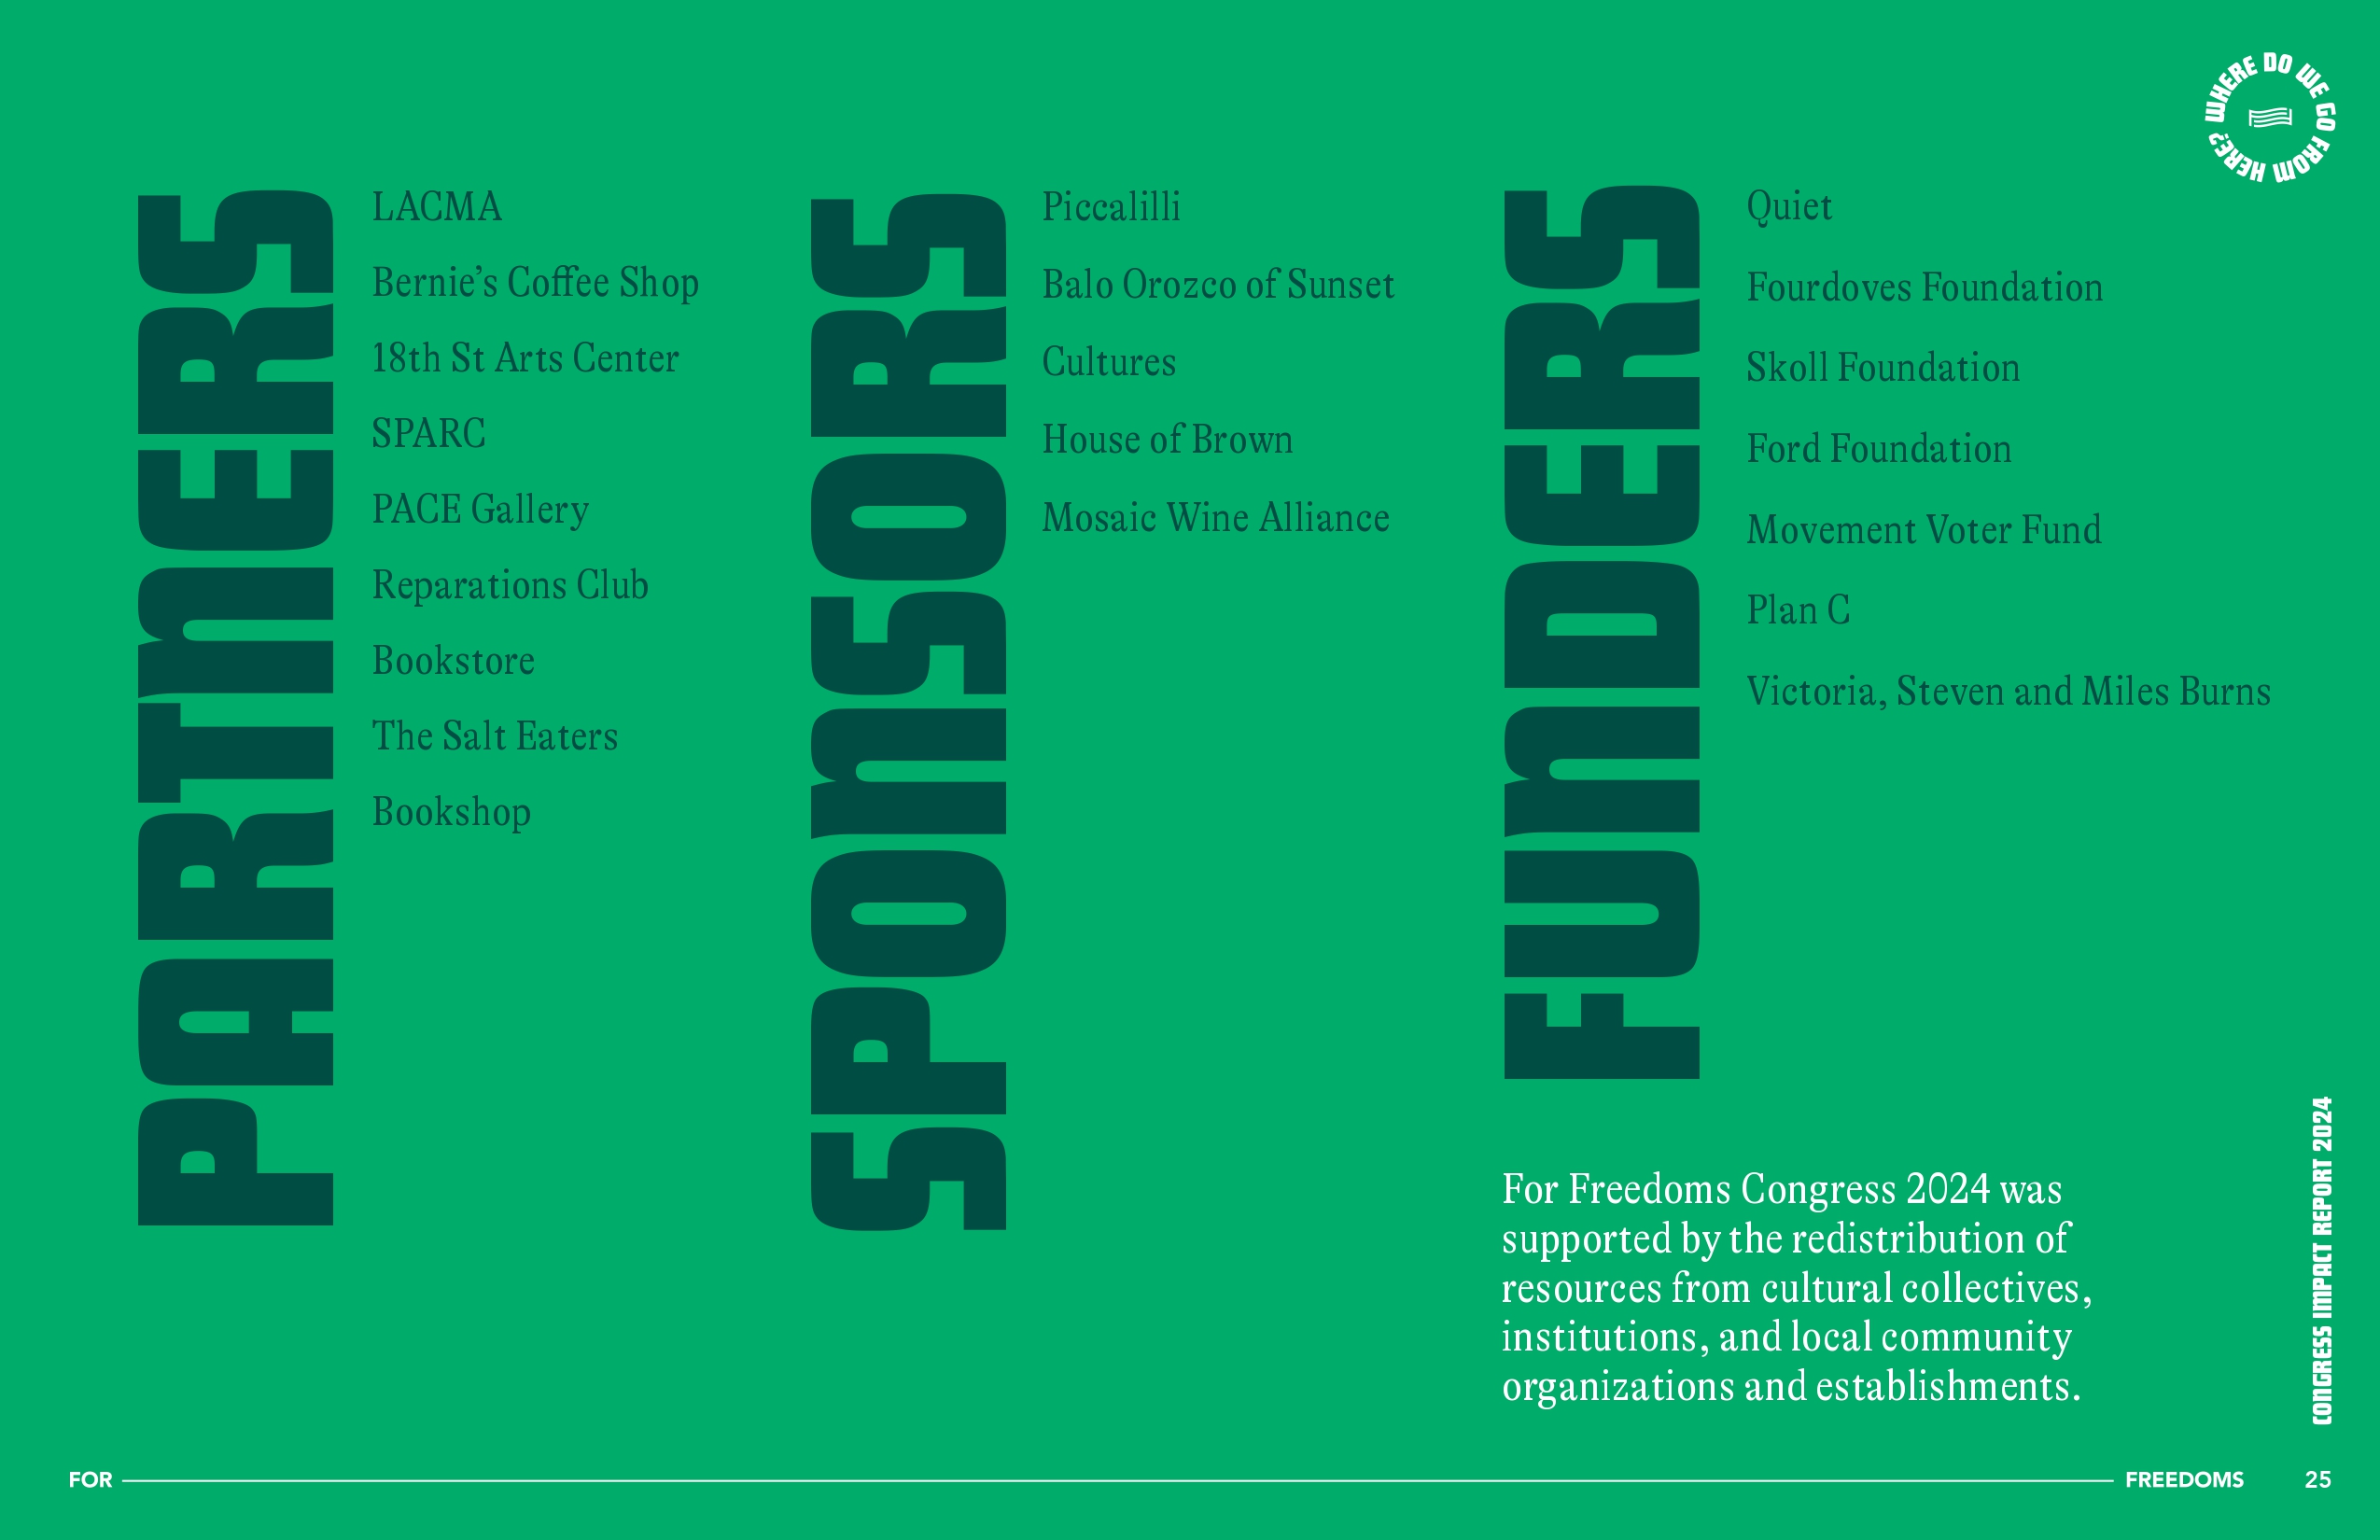 WHERE DO WE GO FROM HERE?
PARTNERS
LACMA
Bernie’s Coffee Shop
18th St Arts Center
SPARC
PACE Gallery
Reparations Club
Bookstore
The Salt Eaters
Bookshop
SPONSORS
Piccalilli
Balo Orozco of Sunset
Cultures
House of Brown
Mosaic Wine Alliance
FUNDERS
Quiet
Fourdoves Foundation
Skoll Foundation
Ford Foundation
Movement Voter Fund
Plan C
Victoria, Steven and Miles Burns
For Freedoms Congress 2024 was
supported by the redistribution of
resources from cultural collectives,
institutions, and local community
organizations and establishments.
CONGRESS IMPACT REPORT 2024
FOR
FREEDOMS
25